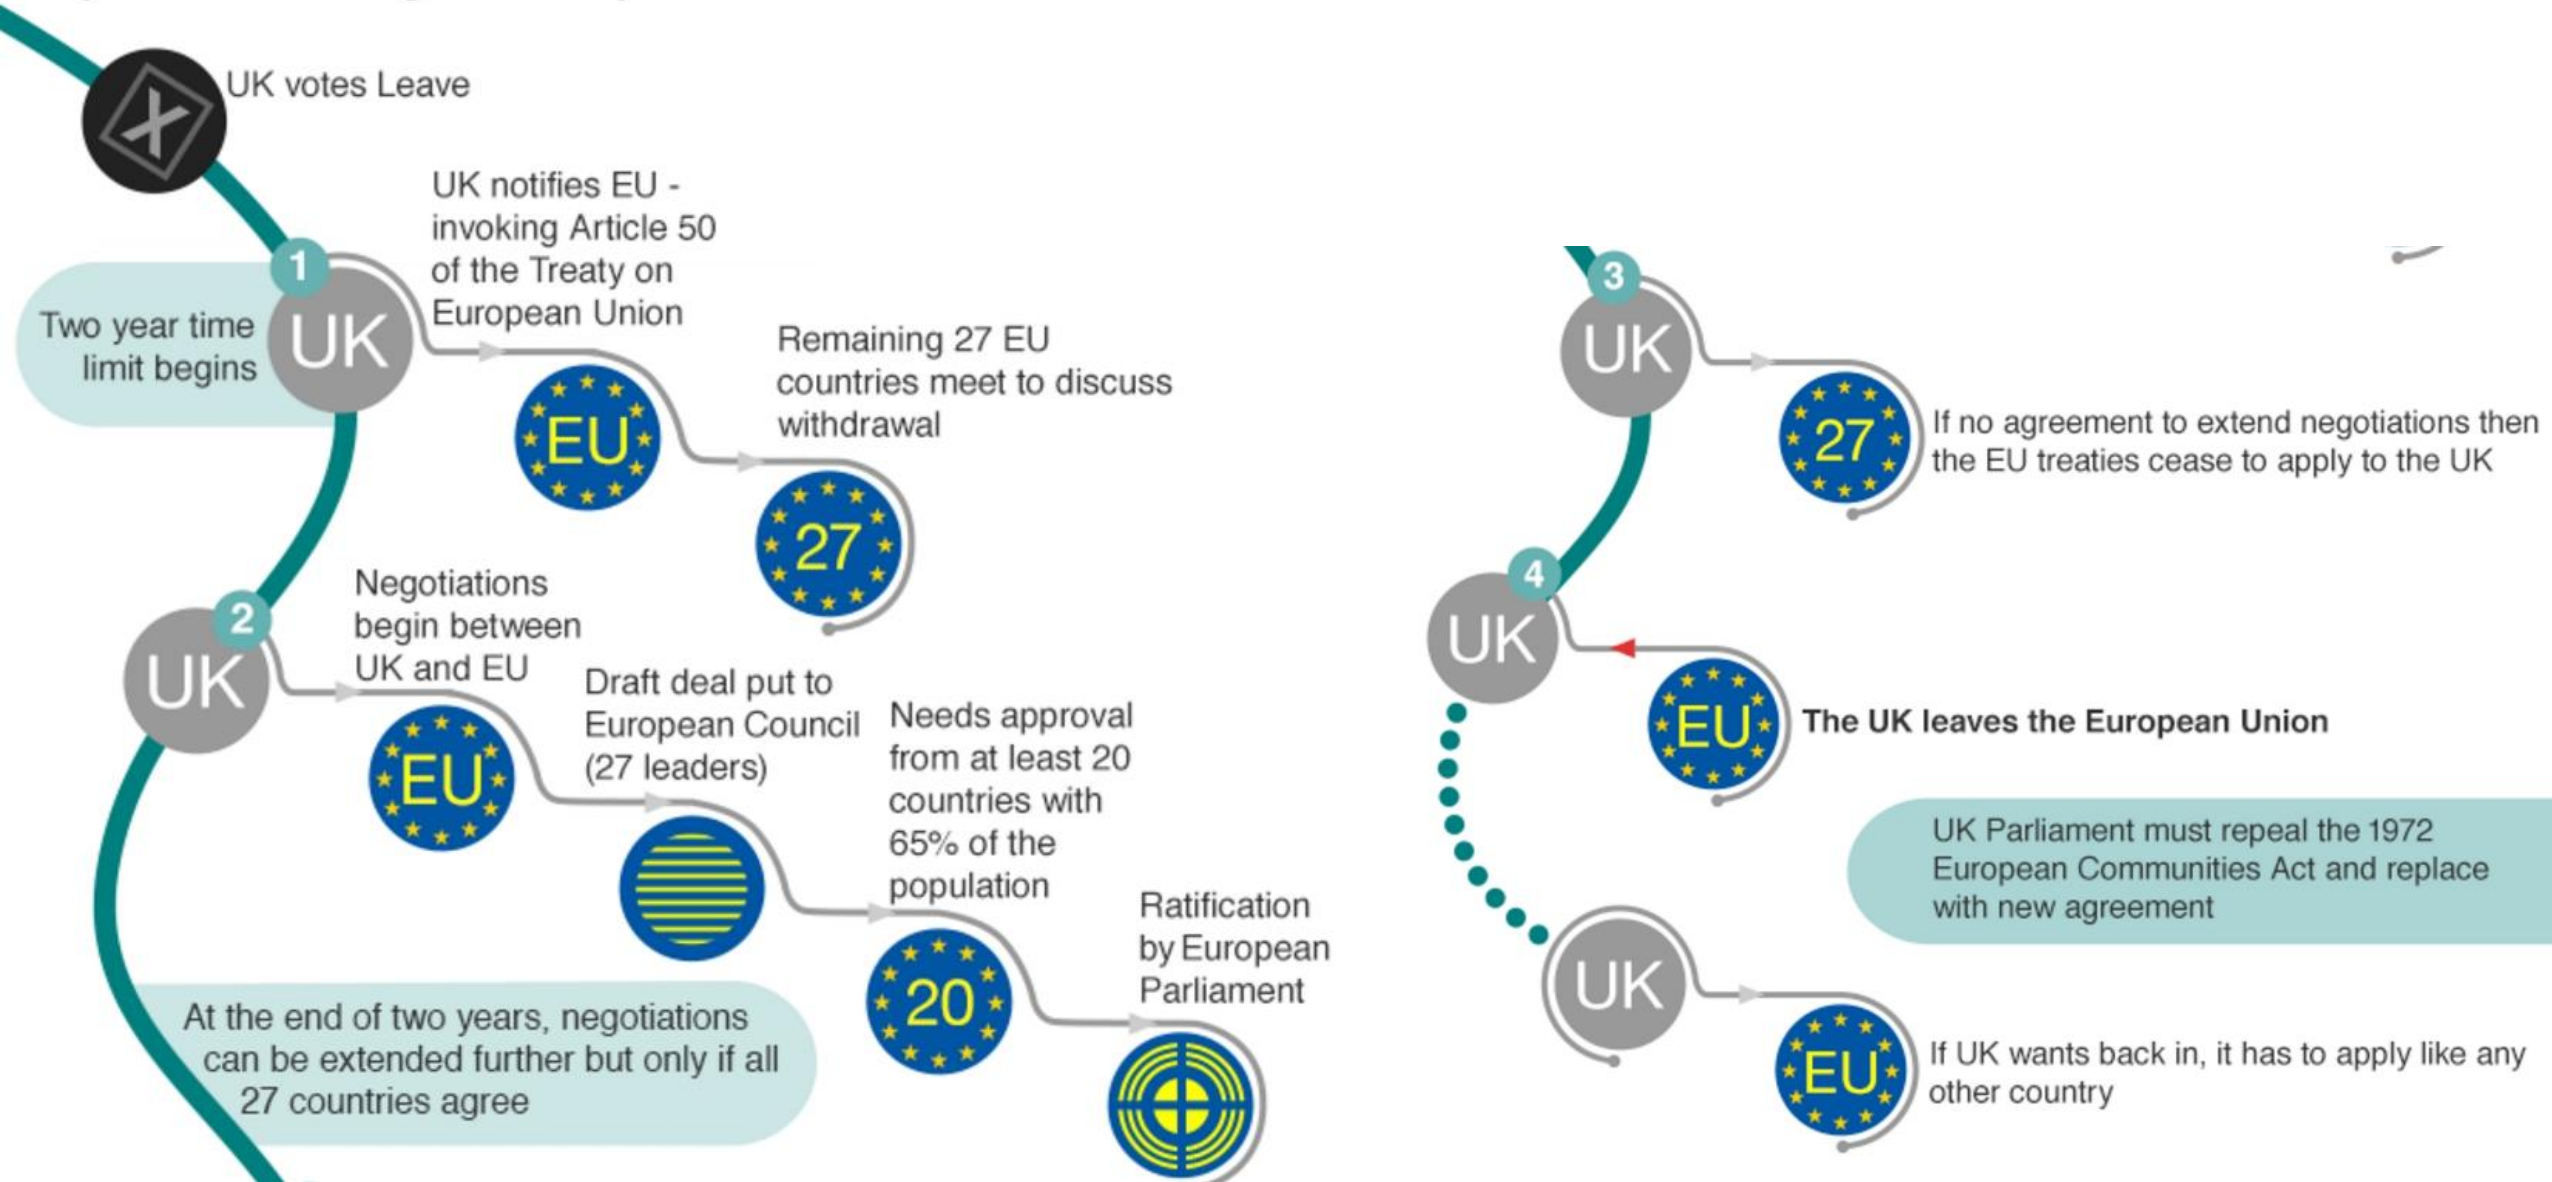 UK votes Leave
1
UK
Two year time
limit begins
UK notifies EU -
invoking Article 50
of the Treaty on
European Union
EU
Remaining 27 EU
countries meet to discuss
withdrawal
27
2
UK
Negotiations
begin between
UK and EU
EU
Draft deal put to
European Council
(27 leaders)
Needs approval
from at least 20
countries with
65% of the
population
20
Ratification
by European
Parliament
At the end of two years, negotiations
can be extended further but only if all
27 countries agree
3
UK
27
If no agreement to extend negotiations then
the EU treaties cease to apply to the UK
4
UK
EU
The UK leaves the European Union
UK Parliament must repeal the 1972
European Communities Act and replace
with new agreement
UK
EU
If UK wants back in, it has to apply like any
other country